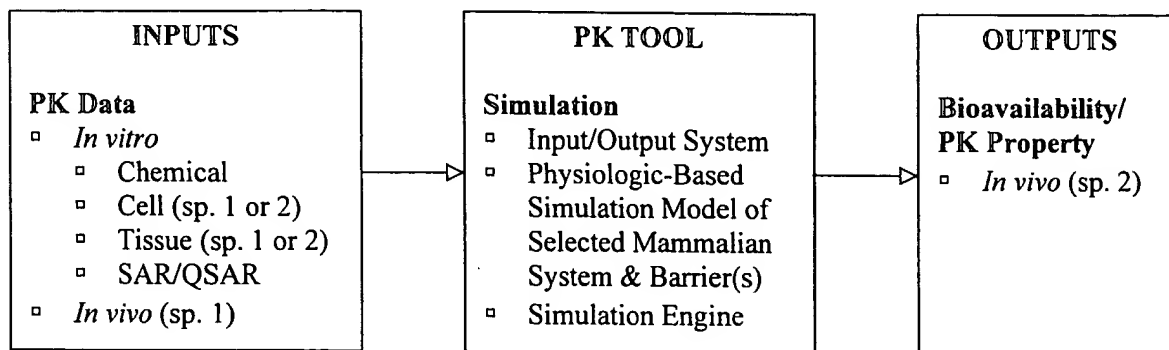 INPUTS
PK Data
In vitro
Chemical
Cell (sp. 1 or 2)
Tissue (sp. 1 or 2)
SAR/QSAR
In vivo (sp. 1)
PK TOOL
Simulation
Input/Output System
Physiologic-Based
Simulation Model of
Selected Mammalian
System & Barrier(s)
Simulation Engine
OUTPUTS
Bioavailability/
PK Property
In vivo (sp. 2)